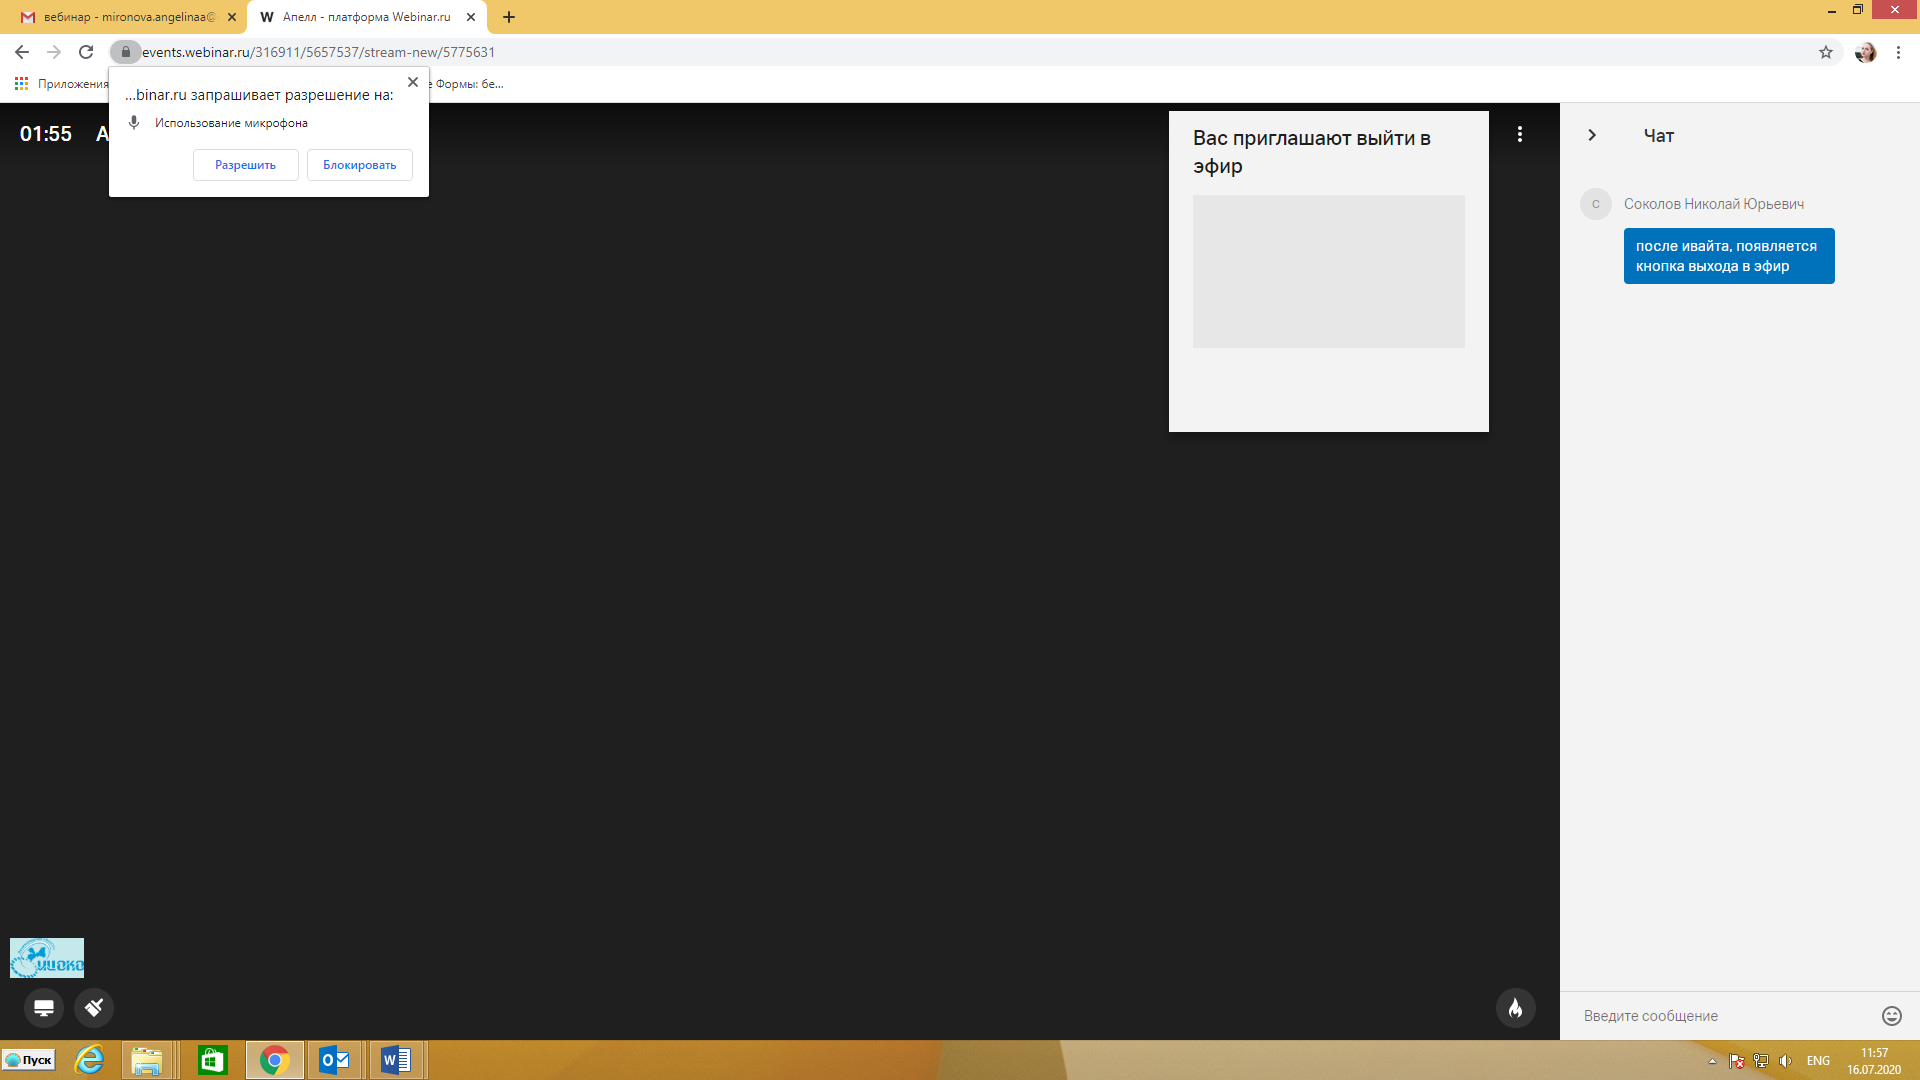 вебинар - mironova.angelinaa@
Апелл - платформа Webinar.ru
events.webinar.ru/316911/5657537/stream-new/5775631
Приложения
е Формы: бе...
...binar.ru запрашивает разрешение на:
Использование микрофона
Разрешить
Блокировать
01:55 А
Вас приглашают выйти в
эфир
Чат
С
Соколов Николай Юрьевич
после ивайта, появляется
кнопка выхода в эфир
Введите сообщение
Пуск
ENG
11:57
16.07.2020